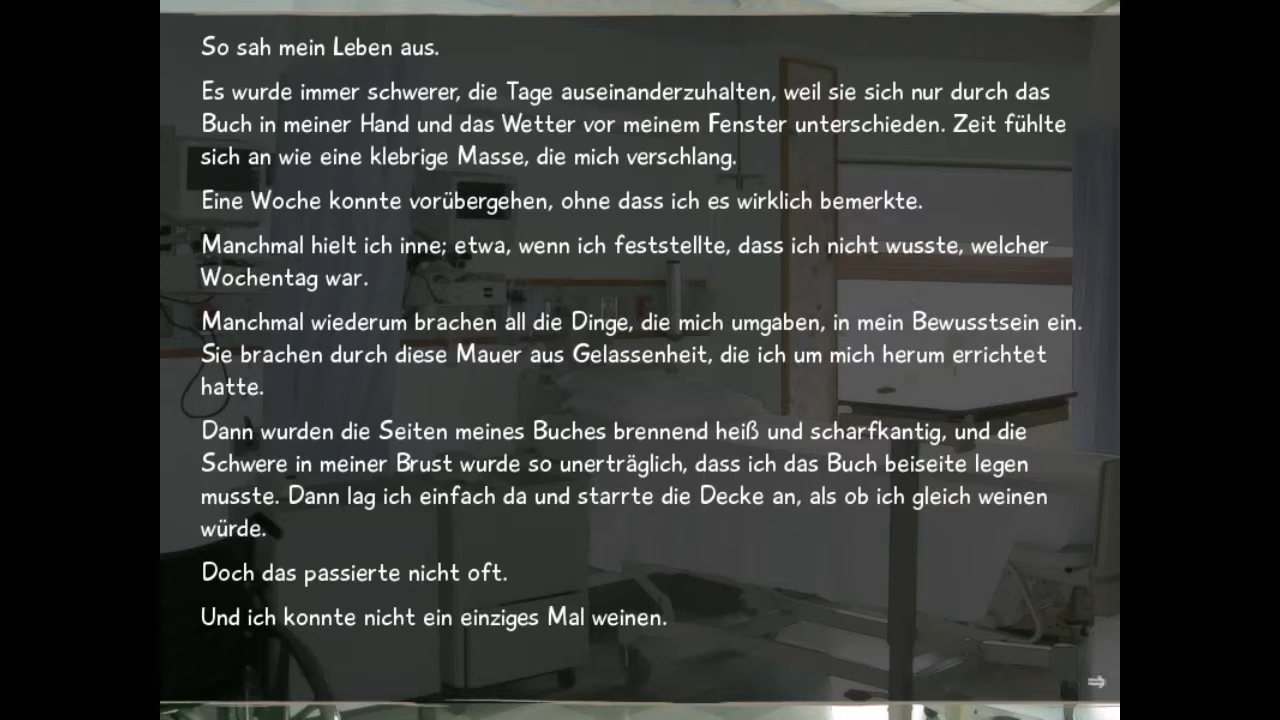 So sah mein Leben aus.
Es wurde immer schwerer, die Tage auseinanderzuhalten, weil sie sich nur durch das
Buch in meiner Hand und das Wetter vor meinem Fenster unterschieden. Zeit fühlte
sich an wie eine klebrige Masse, die mich verschlang.
Eine Woche konnte vorübergehen, ohne dass ich es wirklich bemerkte.
Manchmal hielt ich inne; etwa, wenn ich feststellte, dass ich nicht wusste, welcher
Wochentag war.
Manchmal wiederum brachen all die Dinge, die mich umgaben, in mein Bewusstsein ein.
Sie brachen durch diese Mauer aus Gelassenheit, die ich um mich herum errichtet
hatte.
Dann wurden die Seiten meines Buches brennend heiß und scharfkantig, und die
Schwere in meiner Brust wurde so unerträglich, dass ich das Buch beiseite legen
musste. Dann lag ich einfach da und starrte die Decke an, als ob ich gleich weinen
würde.
Doch das passierte nicht oft.
Und ich konnte nicht ein einziges Mal weinen.